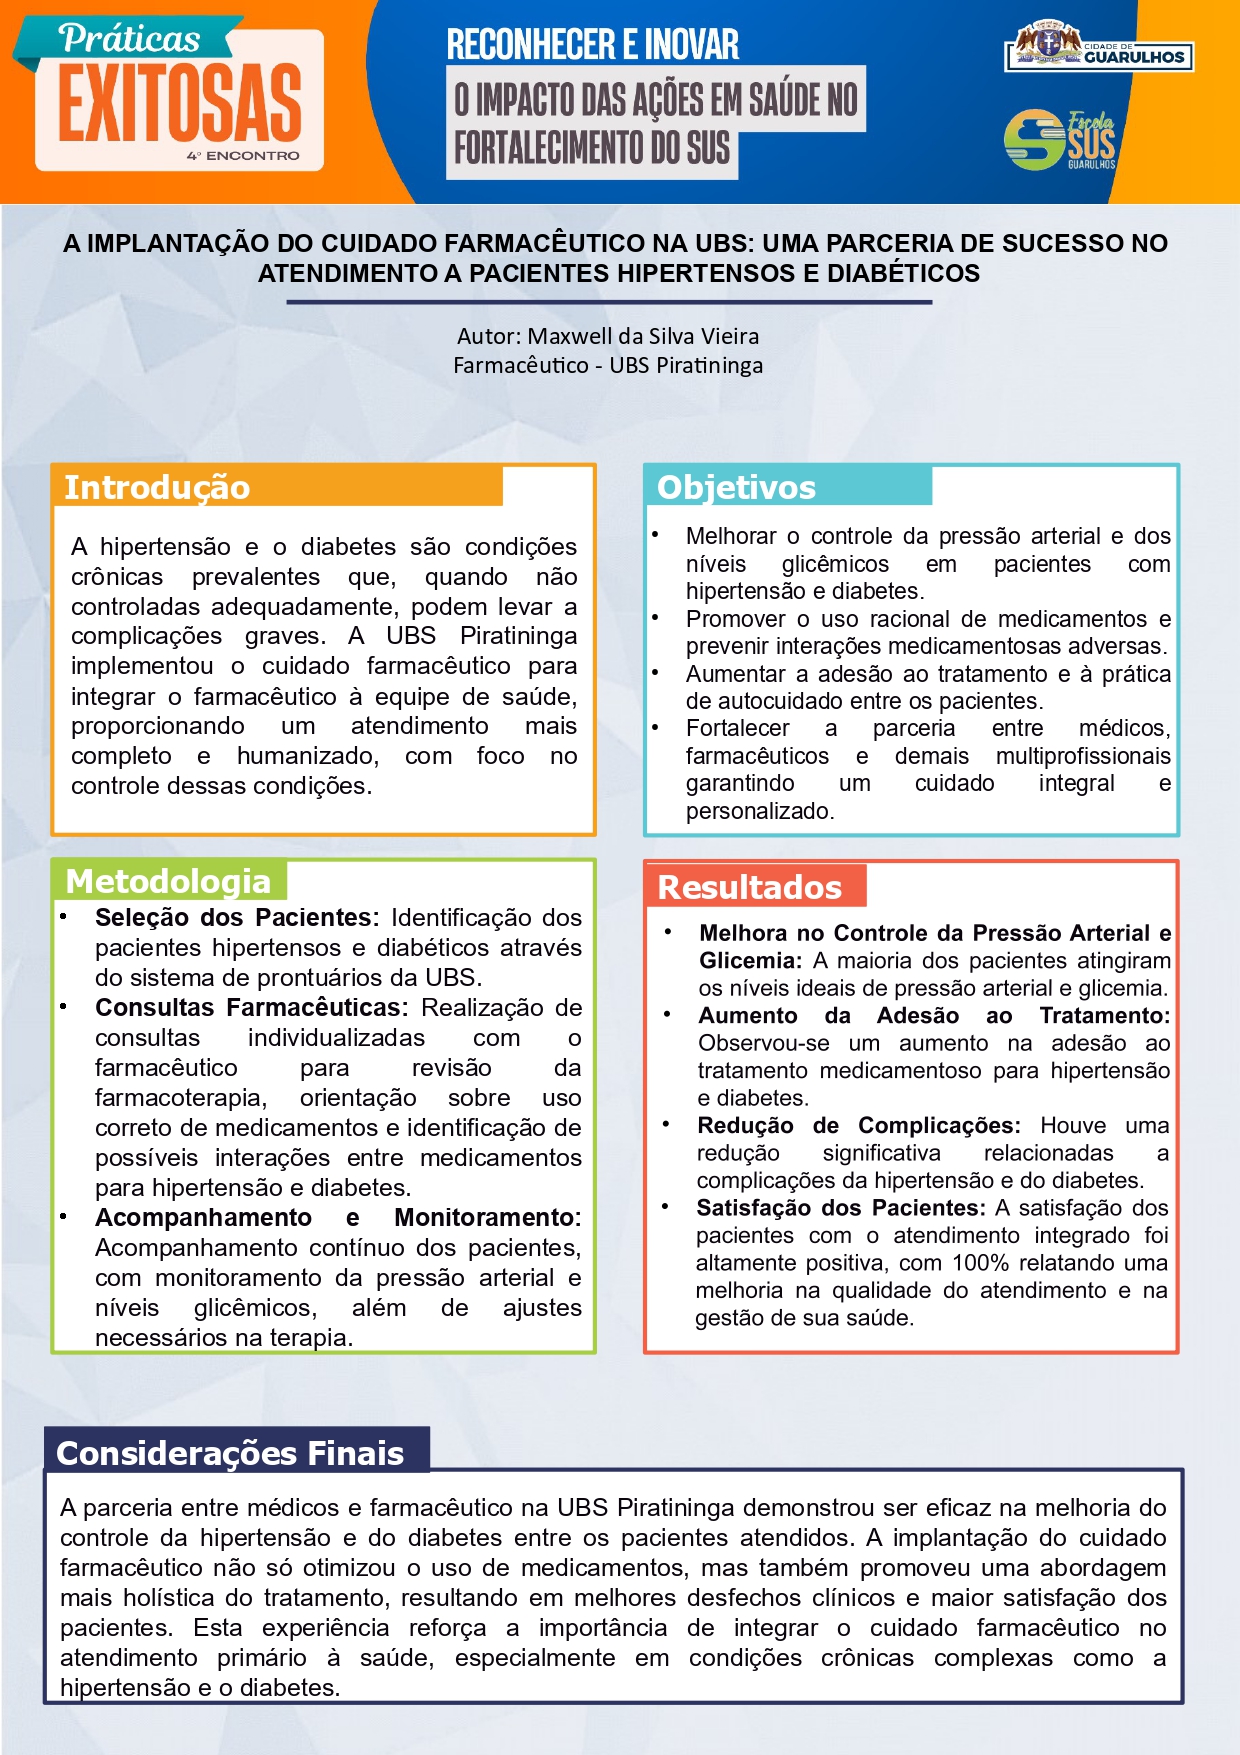 Práticas
EXITOSAS
4º ENCONTRO
RECONHECER E INOVAR
O IMPACTO DAS AÇÕES EM SAÚDE NO
FORTALECIMENTO DO SUS
CIDADE DE
GUARULHOS
Escola
SUS
GUARULHOS
A IMPLANTAÇÃO DO CUIDADO FARMACÊUTICO NA UBS: UMA PARCERIA DE SUCESSO NO
ATENDIMENTO A PACIENTES HIPERTENSOS E DIABÉTICOS
Autor: Maxwell da Silva Vieira
Farmacêutico - UBS Piratininga
Introdução
A hipertensão e o diabetes são condições
crônicas prevalentes que, quando não
controladas adequadamente, podem levar a
complicações graves. A UBS Piratininga
implementou o cuidado farmacêutico para
integrar o farmacêutico à equipe de saúde,
proporcionando um atendimento mais
completo e humanizado, com foco no
controle dessas condições.
Objetivos
• Melhorar o controle da pressão arterial e dos
níveis glicêmicos em pacientes com
hipertensão e diabetes.
• Promover o uso racional de medicamentos e
prevenir interações medicamentosas adversas.
• Aumentar a adesão ao tratamento e à prática
de autocuidado entre os pacientes.
• Fortalecer a parceria entre médicos,
farmacêuticos e demais multiprofissionais
garantindo um cuidado integral e
personalizado.
Metodologia
• Seleção dos Pacientes: Identificação dos
pacientes hipertensos e diabéticos através
do sistema de prontuários da UBS.
• Consultas Farmacêuticas: Realização de
consultas individualizadas com o
farmacêutico para revisão da
farmacoterapia, orientação sobre uso
correto de medicamentos e identificação de
possíveis interações entre medicamentos
para hipertensão e diabetes.
• Acompanhamento e Monitoramento:
Acompanhamento contínuo dos pacientes,
com monitoramento da pressão arterial e
níveis glicêmicos, além de ajustes
necessários na terapia.
Resultados
• Melhora no Controle da Pressão Arterial e
Glicemia: A maioria dos pacientes atingiram
os níveis ideais de pressão arterial e glicemia.
• Aumento da Adesão ao Tratamento:
Observou-se um aumento na adesão ao
tratamento medicamentoso para hipertensão
e diabetes.
• Redução de Complicações: Houve uma
redução significativa relacionadas a
complicações da hipertensão e do diabetes.
• Satisfação dos Pacientes: A satisfação dos
pacientes com o atendimento integrado foi
altamente positiva, com 100% relatando uma
melhoria na qualidade do atendimento e na
gestão de sua saúde.
Considerações Finais
A parceria entre médicos e farmacêutico na UBS Piratininga demonstrou ser eficaz na melhoria do
controle da hipertensão e do diabetes entre os pacientes atendidos. A implantação do cuidado
farmacêutico não só otimizou o uso de medicamentos, mas também promoveu uma abordagem
mais holística do tratamento, resultando em melhores desfechos clínicos e maior satisfação dos
pacientes. Esta experiência reforça a importância de integrar o cuidado farmacêutico no
atendimento primário à saúde, especialmente em condições crônicas complexas como a
hipertensão e o diabetes.